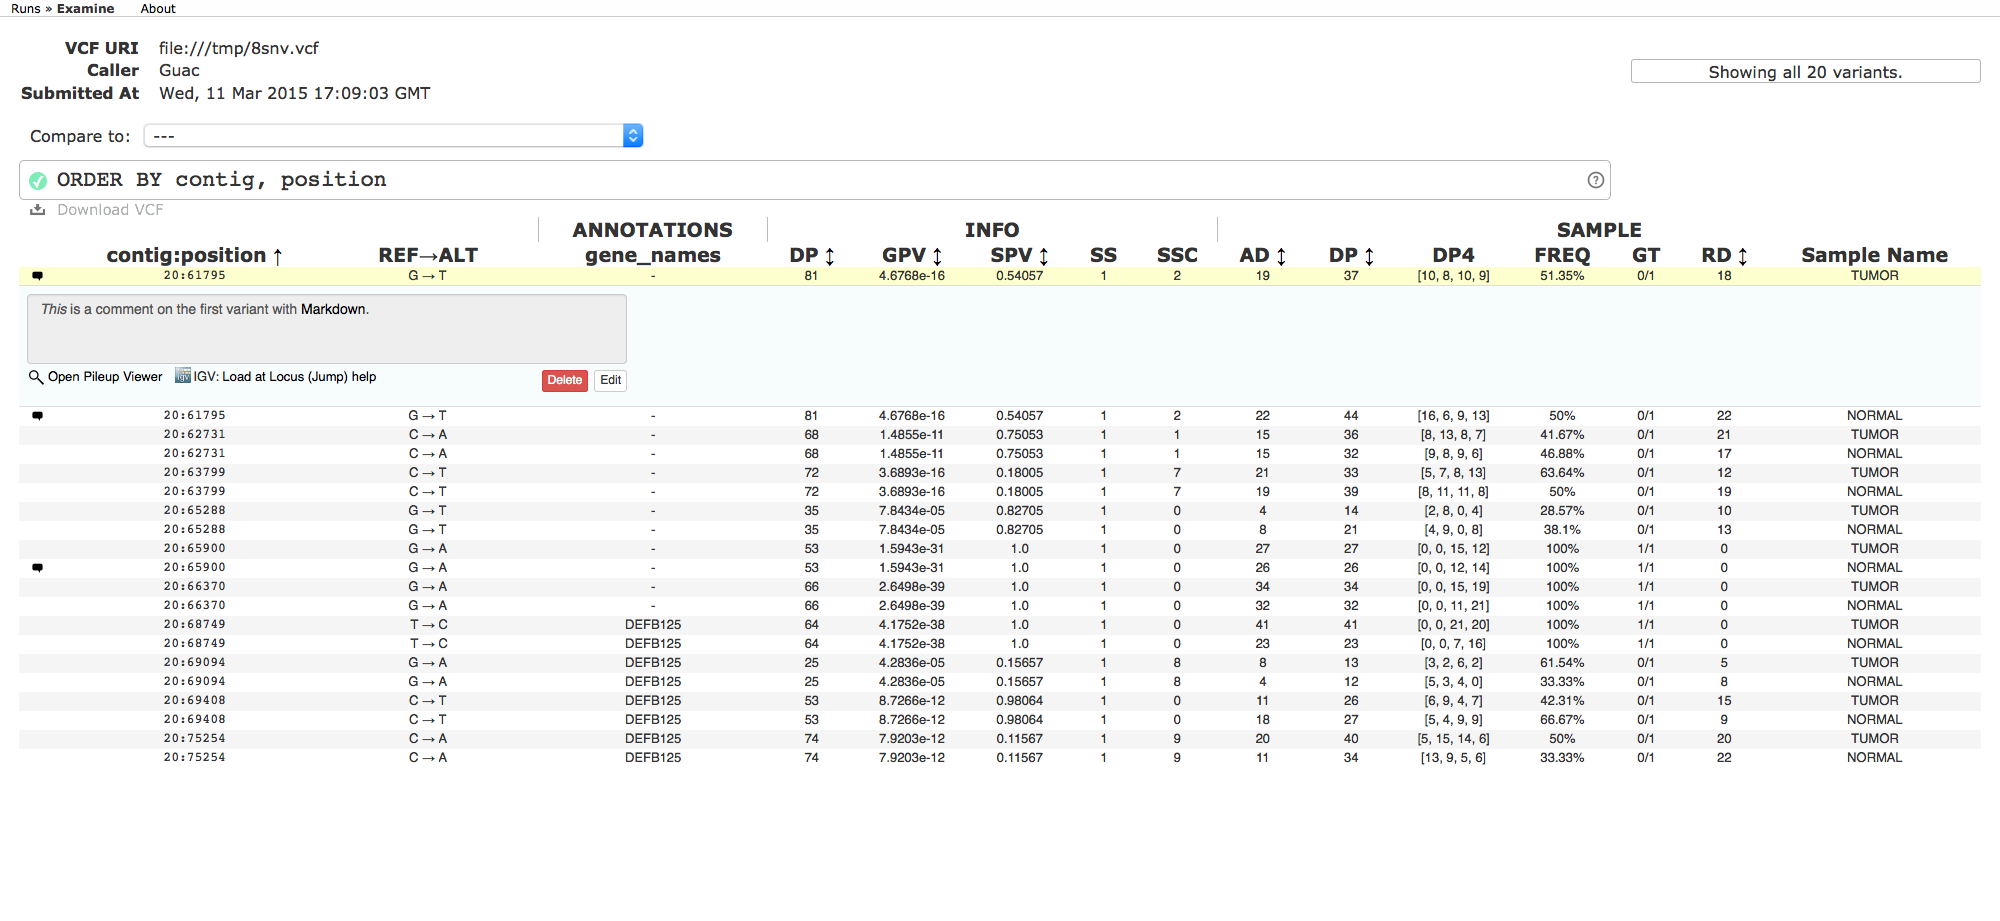 Runs » Examine About
VCF URI file:///tmp/8snv.vcf
Caller Guac
Submitted At Wed, 11 Mar 2015 17:09:03 GMT
Showing all 20 variants.
Compare to: ---
ORDER BY contig, position
Download VCF
ANNOTATIONS INFO SAMPLE
contig:position ↑ REF→ALT gene_names DP ↕ GPV ↕ SPV ↕ SS SSC AD ↕ DP ↕ DP4 FREQ GT RD ↕ Sample Name
20:61795 G → T - 81 4.6768e-16 0.54057 1 2 19 37 [10, 8, 10, 9] 51.35% 0/1 18 TUMOR
This is a comment on the first variant with Markdown.
Open Pileup Viewer IGV: Load at Locus (Jump) help Delete Edit
20:61795 G → T - 81 4.6768e-16 0.54057 1 2 22 44 [16, 6, 9, 13] 50% 0/1 22 NORMAL
20:62731 C → A - 68 1.4855e-11 0.75053 1 1 15 36 [8, 13, 8, 7] 41.67% 0/1 21 TUMOR
20:62731 C → A - 68 1.4855e-11 0.75053 1 1 15 32 [9, 8, 9, 6] 46.88% 0/1 17 NORMAL
20:63799 C → T - 72 3.6893e-16 0.18005 1 7 21 33 [5, 7, 8, 13] 63.64% 0/1 12 TUMOR
20:63799 C → T - 72 3.6893e-16 0.18005 1 7 19 39 [8, 11, 11, 8] 50% 0/1 19 NORMAL
20:65288 G → T - 35 7.8434e-05 0.82705 1 0 4 14 [2, 8, 0, 4] 28.57% 0/1 10 TUMOR
20:65288 G → T - 35 7.8434e-05 0.82705 1 0 8 21 [4, 9, 0, 8] 38.1% 0/1 13 NORMAL
20:65900 G → A - 53 1.5943e-31 1.0 1 0 27 27 [0, 0, 15, 12] 100% 1/1 0 TUMOR
20:65900 G → A - 53 1.5943e-31 1.0 1 0 26 26 [0, 0, 12, 14] 100% 1/1 0 NORMAL
20:66370 G → A - 66 2.6498e-39 1.0 1 0 34 34 [0, 0, 15, 19] 100% 1/1 0 TUMOR
20:66370 G → A - 66 2.6498e-39 1.0 1 0 32 32 [0, 0, 11, 21] 100% 1/1 0 NORMAL
20:68749 T → C DEFB125 64 4.1752e-38 1.0 1 0 41 41 [0, 0, 21, 20] 100% 1/1 0 TUMOR
20:68749 T → C DEFB125 64 4.1752e-38 1.0 1 0 23 23 [0, 0, 7, 16] 100% 1/1 0 NORMAL
20:69094 G → A DEFB125 25 4.2836e-05 0.15657 1 8 8 13 [3, 2, 6, 2] 61.54% 0/1 5 TUMOR
20:69094 G → A DEFB125 25 4.2836e-05 0.15657 1 8 4 12 [5, 3, 4, 0] 33.33% 0/1 8 NORMAL
20:69408 C → T DEFB125 53 8.7266e-12 0.98064 1 0 11 26 [6, 9, 4, 7] 42.31% 0/1 15 TUMOR
20:69408 C → T DEFB125 53 8.7266e-12 0.98064 1 0 18 27 [5, 4, 9, 9] 66.67% 0/1 9 NORMAL
20:75254 C → A DEFB125 74 7.9203e-12 0.11567 1 9 20 40 [5, 15, 14, 6] 50% 0/1 20 TUMOR
20:75254 C → A DEFB125 74 7.9203e-12 0.11567 1 9 11 34 [13, 9, 5, 6] 33.33% 0/1 22 NORMAL